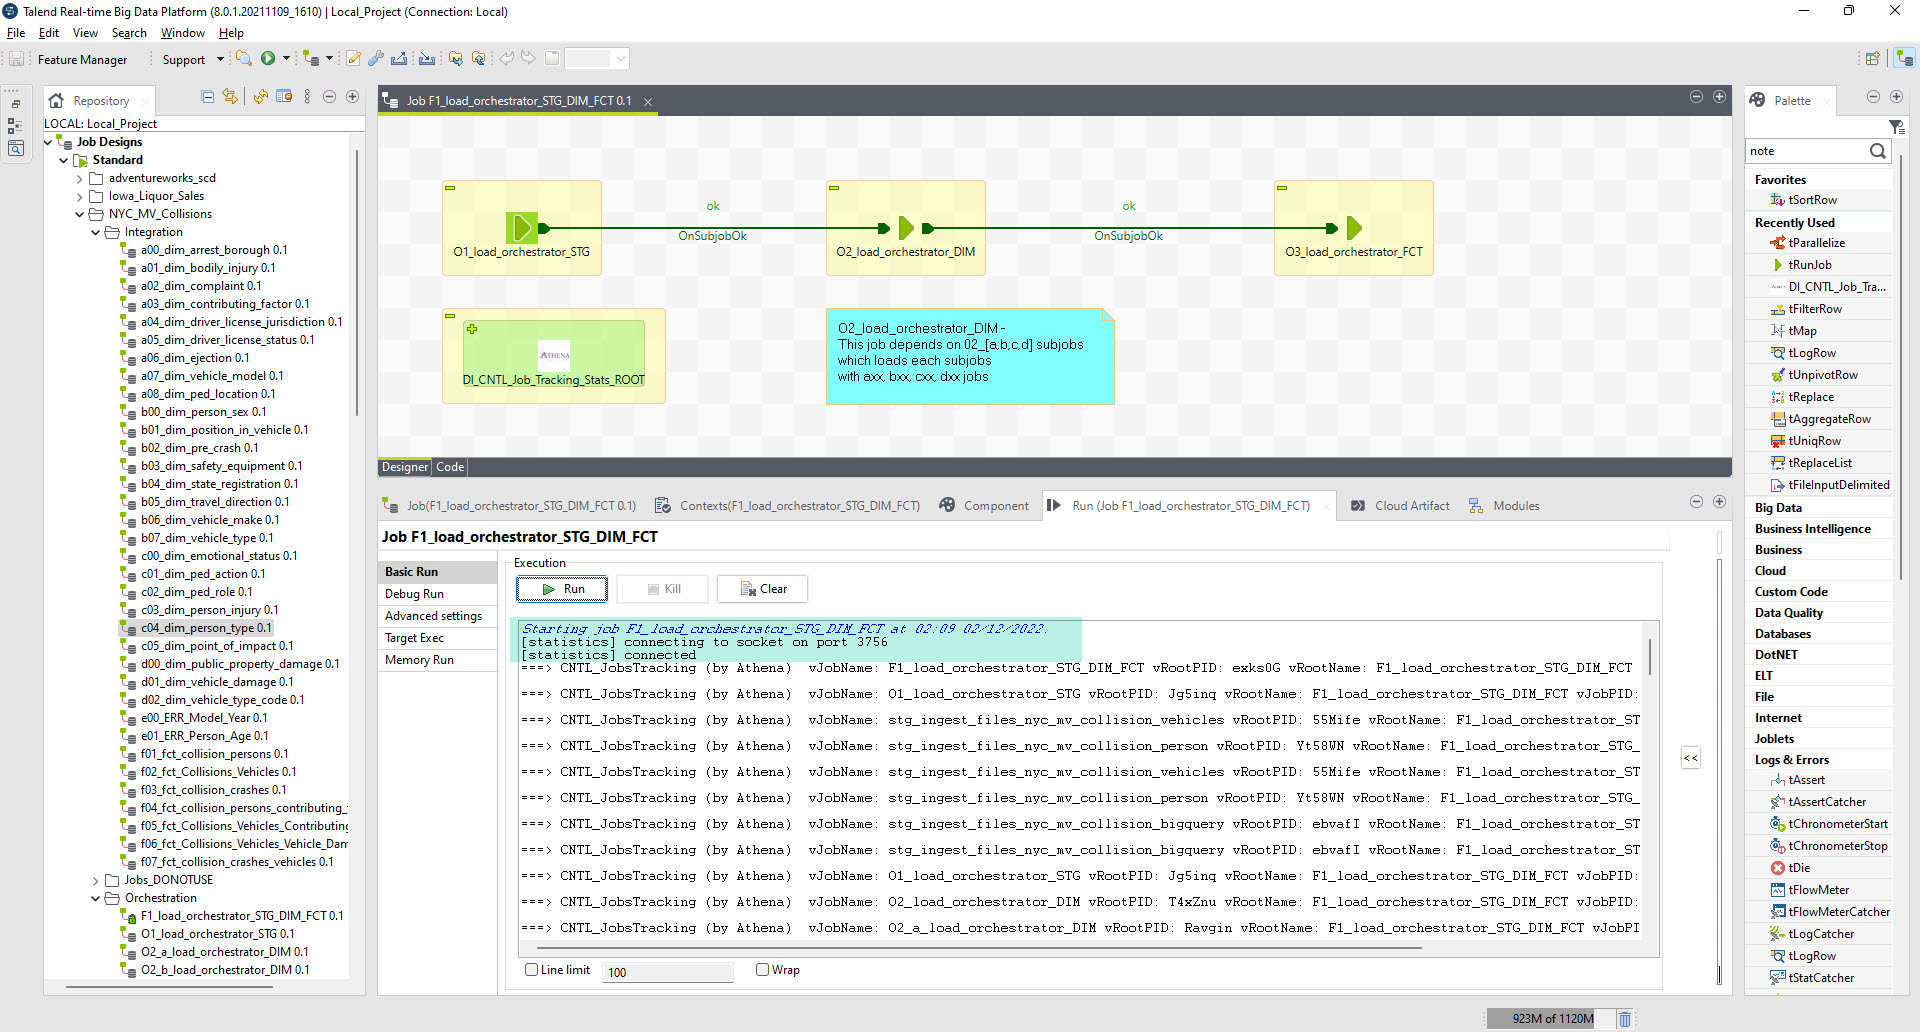 Talend Real-time Big Data Platform (8.0.1.20211109_1610) | Local_Project (Connection: Local)
File Edit View Search Window Help
Feature Manager Support
Repository
LOCAL: Local_Project
Job Designs
Standard
adventureworks_scd
Iowa_Liquor_Sales
NYC_MV_Collisions
Integration
a00_dim_arrest_borough 0.1
a01_dim_bodily_injury 0.1
a02_dim_complaint 0.1
a03_dim_contributing_factor 0.1
a04_dim_driver_license_jurisdiction 0.1
a05_dim_driver_license_status 0.1
a06_dim_ejection 0.1
a07_dim_vehicle_model 0.1
a08_dim_ped_location 0.1
b00_dim_person_sex 0.1
b01_dim_position_in_vehicle 0.1
b02_dim_pre_crash 0.1
b03_dim_safety_equipment 0.1
b04_dim_state_registration 0.1
b05_dim_travel_direction 0.1
b06_dim_vehicle_make 0.1
b07_dim_vehicle_type 0.1
c00_dim_emotional_status 0.1
c01_dim_ped_action 0.1
c02_dim_ped_role 0.1
c03_dim_person_injury 0.1
c04_dim_person_type 0.1
c05_dim_point_of_impact 0.1
d00_dim_public_property_damage 0.1
d01_dim_vehicle_damage 0.1
d02_dim_vehicle_type_code 0.1
e00_ERR_Model_Year 0.1
e01_ERR_Person_Age 0.1
f01_fct_collision_persons 0.1
f02_fct_Collisions_Vehicles 0.1
f03_fct_collision_crashes 0.1
f04_fct_collision_persons_contributing_
f05_fct_Collisions_Vehicles_Contributing
f06_fct_Collisions_Vehicles_Vehicle_Dam
f07_fct_collision_crashes_vehicles 0.1
Jobs_DONOTUSE
Orchestration
F1_load_orchestrator_STG_DIM_FCT 0.1
O1_load_orchestrator_STG 0.1
O2_a_load_orchestrator_DIM 0.1
O2_b_load_orchestrator_DIM 0.1
Job F1_load_orchestrator_STG_DIM_FCT 0.1
O1_load_orchestrator_STG
ok
OnSubjobOk
O2_load_orchestrator_DIM
ok
OnSubjobOk
O3_load_orchestrator_FCT
ATHENA
DI_CNTL_Job_Tracking_Stats_ROOT
O2_load_orchestrator_DIM -
This job depends on 02_[a,b,c,d] subjobs
which loads each subjobs
with axx, bxx, cxx, dxx jobs
Designer Code
Job(F1_load_orchestrator_STG_DIM_FCT 0.1) Contexts(F1_load_orchestrator_STG_DIM_FCT) Component Run (Job F1_load_orchestrator_STG_DIM_FCT) Cloud Artifact Modules
Job F1_load_orchestrator_STG_DIM_FCT
Basic Run
Debug Run
Advanced settings
Target Exec
Memory Run
Execution
Run Kill Clear
Starting job F1_load_orchestrator_STG_DIM_FCT at 02:09 02/12/2022.
[statistics] connecting to socket on port 3756
[statistics] connected
===> CNTL_JobsTracking (by Athena) vJobName: F1_load_orchestrator_STG_DIM_FCT vRootPID: exks0G vRootName: F1_load_orchestrator_STG_DIM_FCT
===> CNTL_JobsTracking (by Athena) vJobName: O1_load_orchestrator_STG vRootPID: Jg5inq vRootName: F1_load_orchestrator_STG_DIM_FCT vJobPID:
===> CNTL_JobsTracking (by Athena) vJobName: stg_ingest_files_nyc_mv_collision_vehicles vRootPID: 55Mife vRootName: F1_load_orchestrator_ST
===> CNTL_JobsTracking (by Athena) vJobName: stg_ingest_files_nyc_mv_collision_person vRootPID: Yt58WN vRootName: F1_load_orchestrator_STG_
===> CNTL_JobsTracking (by Athena) vJobName: stg_ingest_files_nyc_mv_collision_vehicles vRootPID: 55Mife vRootName: F1_load_orchestrator_ST
===> CNTL_JobsTracking (by Athena) vJobName: stg_ingest_files_nyc_mv_collision_person vRootPID: Yt58WN vRootName: F1_load_orchestrator_STG_
===> CNTL_JobsTracking (by Athena) vJobName: stg_ingest_files_nyc_mv_collision_bigquery vRootPID: ebvafI vRootName: F1_load_orchestrator_ST
===> CNTL_JobsTracking (by Athena) vJobName: stg_ingest_files_nyc_mv_collision_bigquery vRootPID: ebvafI vRootName: F1_load_orchestrator_ST
===> CNTL_JobsTracking (by Athena) vJobName: O1_load_orchestrator_STG vRootPID: Jg5inq vRootName: F1_load_orchestrator_STG_DIM_FCT vJobPID:
===> CNTL_JobsTracking (by Athena) vJobName: O2_load_orchestrator_DIM vRootPID: T4xZnu vRootName: F1_load_orchestrator_STG_DIM_FCT vJobPID:
===> CNTL_JobsTracking (by Athena) vJobName: O2_a_load_orchestrator_DIM vRootPID: Ravgin vRootName: F1_load_orchestrator_STG_DIM_FCT vJobPI
Line limit 100 Wrap
<<
Palette
note
Favorites
tSortRow
Recently Used
tParallelize
tRunJob
DI_CNTL_Job_Tra...
tFilterRow
tMap
tLogRow
tUnpivotRow
tReplace
tAggregateRow
tUniqRow
tReplaceList
tFileInputDelimited
Big Data
Business Intelligence
Business
Cloud
Custom Code
Data Quality
Databases
DotNET
ELT
File
Internet
Joblets
Logs & Errors
tAssert
tAssertCatcher
tChronometerStart
tChronometerStop
tDie
tFlowMeter
tFlowMeterCatcher
tLogCatcher
tLogRow
tStatCatcher
923M of 1120M